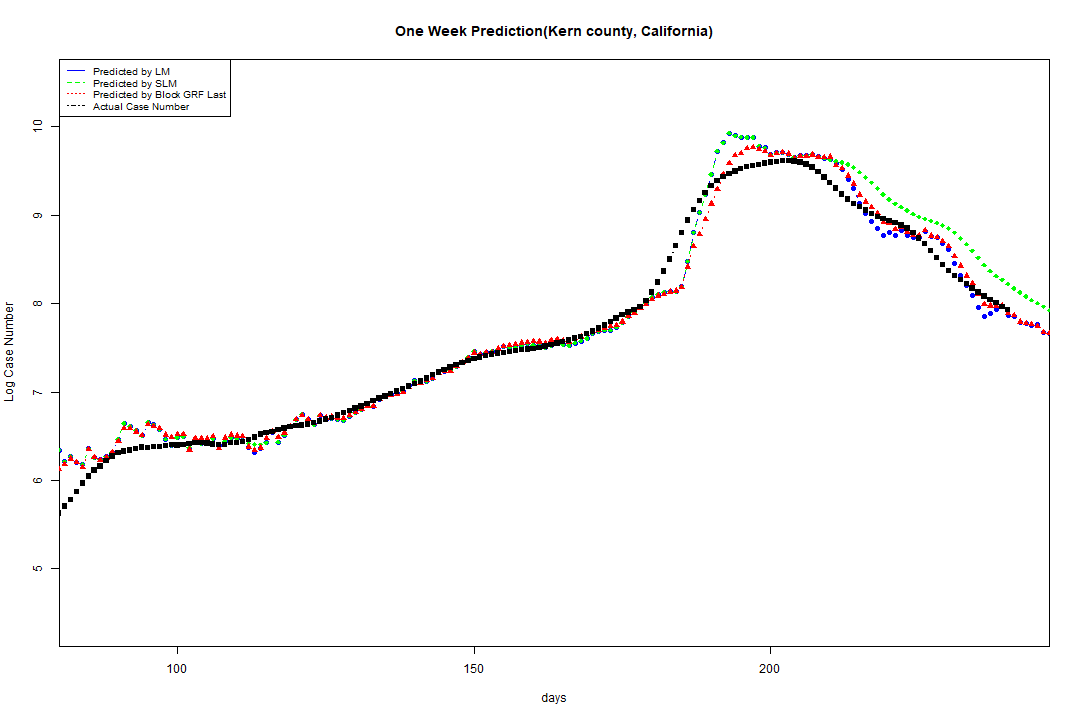 One Week Prediction(Kern county, California)
Predicted by LM
Predicted by SLM
Predicted by Block GRF Last
Actual Case Number
10
9
8
7
6
5
Log Case Number
100 150 200
days